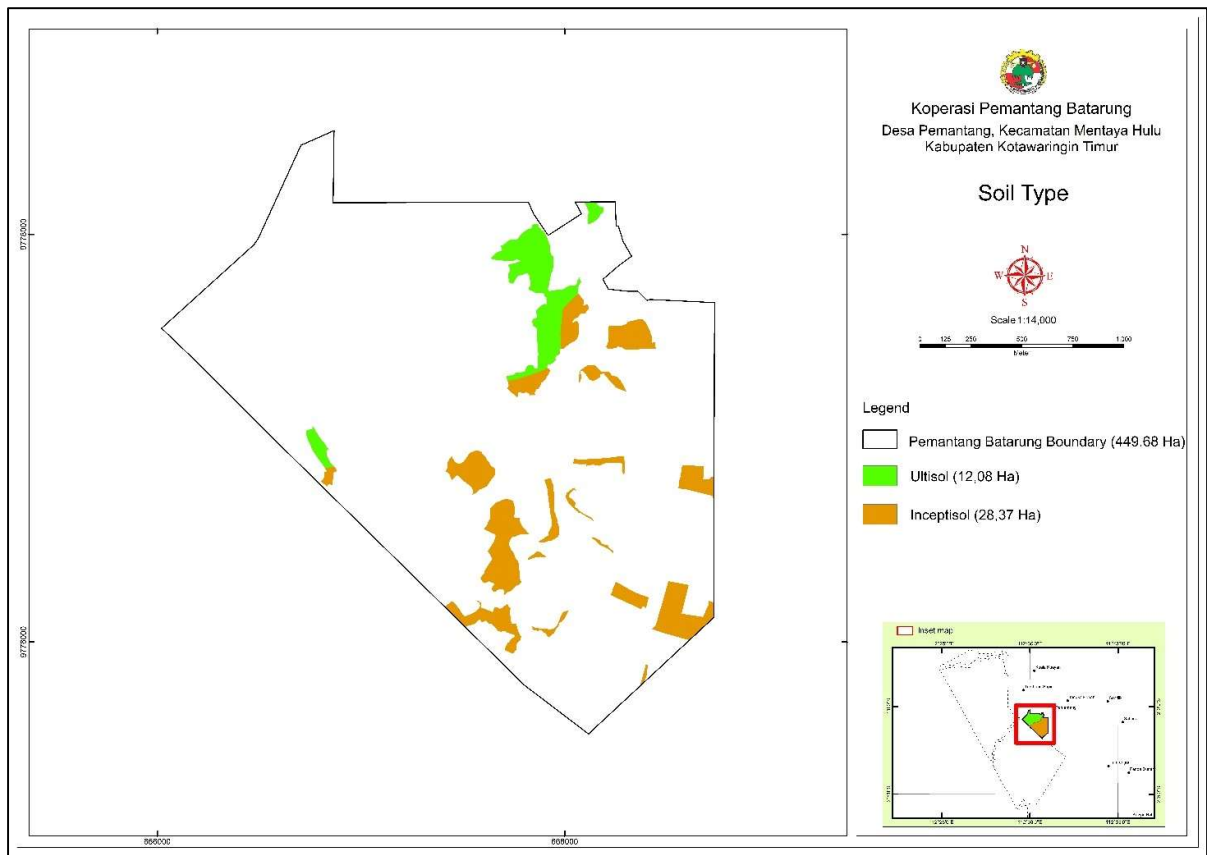 Koperasi Pemantang Batarung
Desa Pemantang, Kecamatan Mentaya Hulu
Kabupaten Kotawaringin Timur
Soil Type
N
W E
S
Scale 1:14,000
0 125 250 500 750 1.000
Meter
Legend
Pemantang Batarung Boundary (449.68 Ha)
Ultisol (12,08 Ha)
Inceptisol (28,37 Ha)
Inset map
9778000
9776000
666000 668000